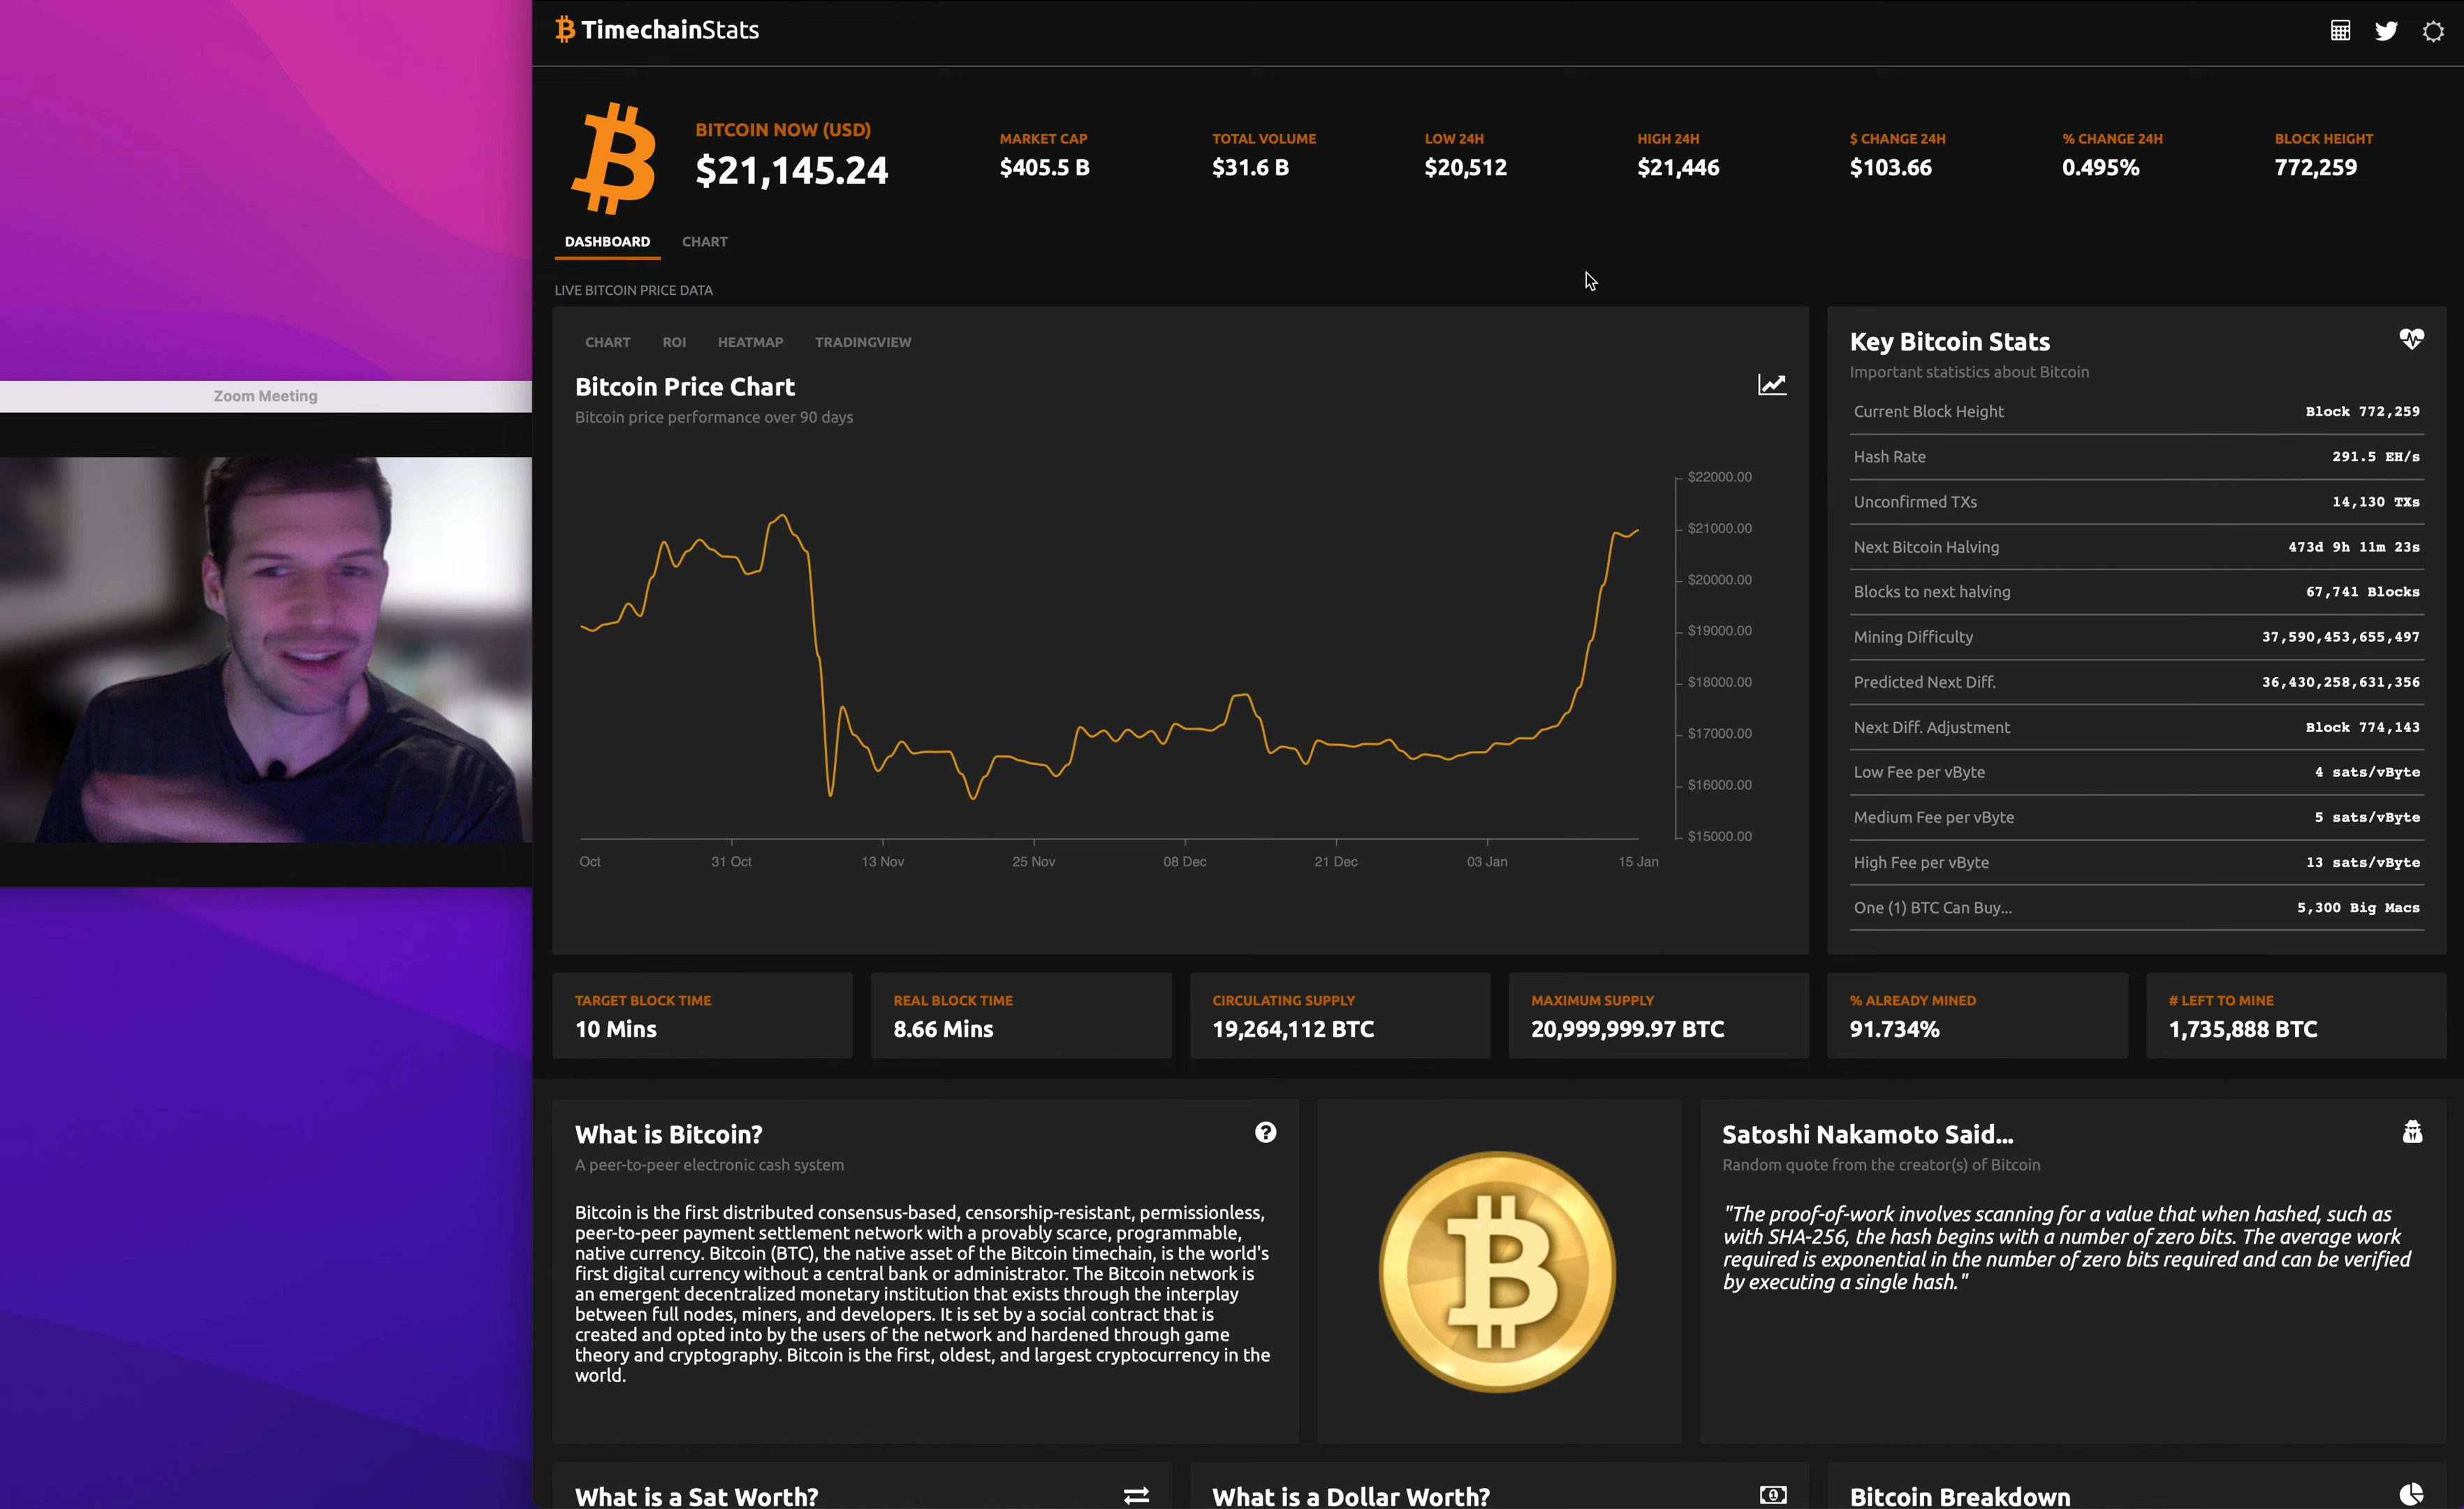 TimechainStats
BITCOIN NOW (USD)
$21,145.24
MARKET CAP
$405.5 B
TOTAL VOLUME
$31.6 B
LOW 24H
$20,512
HIGH 24H
$21,446
$ CHANGE 24H
$103.66
% CHANGE 24H
0.495%
BLOCK HEIGHT
772,259
DASHBOARD CHART
LIVE BITCOIN PRICE DATA
Zoom Meeting
CHART ROI HEATMAP TRADINGVIEW
Bitcoin Price Chart
Bitcoin price performance over 90 days
$22000.00
$21000.00
$20000.00
$19000.00
$18000.00
$17000.00
$16000.00
$15000.00
Oct 31 Oct 13 Nov 25 Nov 08 Dec 21 Dec 03 Jan 15 Jan
Key Bitcoin Stats
Important statistics about Bitcoin
Current Block Height Block 772,259
Hash Rate 291.5 EH/s
Unconfirmed TXs 14,130 TXs
Next Bitcoin Halving 473d 9h 11m 23s
Blocks to next halving 67,741 Blocks
Mining Difficulty 37,590,453,655,497
Predicted Next Diff. 36,430,258,631,356
Next Diff. Adjustment Block 774,143
Low Fee per vByte 4 sats/vByte
Medium Fee per vByte 5 sats/vByte
High Fee per vByte 13 sats/vByte
One (1) BTC Can Buy... 5,300 Big Macs
TARGET BLOCK TIME
10 Mins
REAL BLOCK TIME
8.66 Mins
CIRCULATING SUPPLY
19,264,112 BTC
MAXIMUM SUPPLY
20,999,999.97 BTC
% ALREADY MINED
91.734%
# LEFT TO MINE
1,735,888 BTC
What is Bitcoin?
A peer-to-peer electronic cash system
Bitcoin is the first distributed consensus-based, censorship-resistant, permissionless,
peer-to-peer payment settlement network with a provably scarce, programmable,
native currency. Bitcoin (BTC), the native asset of the Bitcoin timechain, is the world's
first digital currency without a central bank or administrator. The Bitcoin network is
an emergent decentralized monetary institution that exists through the interplay
between full nodes, miners, and developers. It is set by a social contract that is
created and opted into by the users of the network and hardened through game
theory and cryptography. Bitcoin is the first, oldest, and largest cryptocurrency in the
world.
Satoshi Nakamoto Said...
Random quote from the creator(s) of Bitcoin
"The proof-of-work involves scanning for a value that when hashed, such as
with SHA-256, the hash begins with a number of zero bits. The average work
required is exponential in the number of zero bits required and can be verified
by executing a single hash."
What is a Sat Worth?
What is a Dollar Worth?
Bitcoin Breakdown